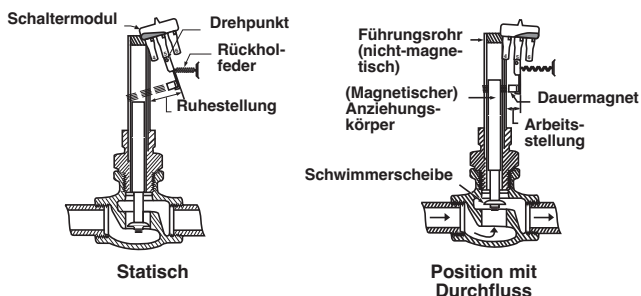 Schaltermodul
Drehpunkt
Rückhol-
feder
Ruhestellung
Statisch
Führungsrohr
(nicht-magne-
tisch)
(Magnetischer)
Anziehungs-
körper
Dauermagnet
Arbeits-
stellung
Schwimmerscheibe
Position mit
Durchfluss